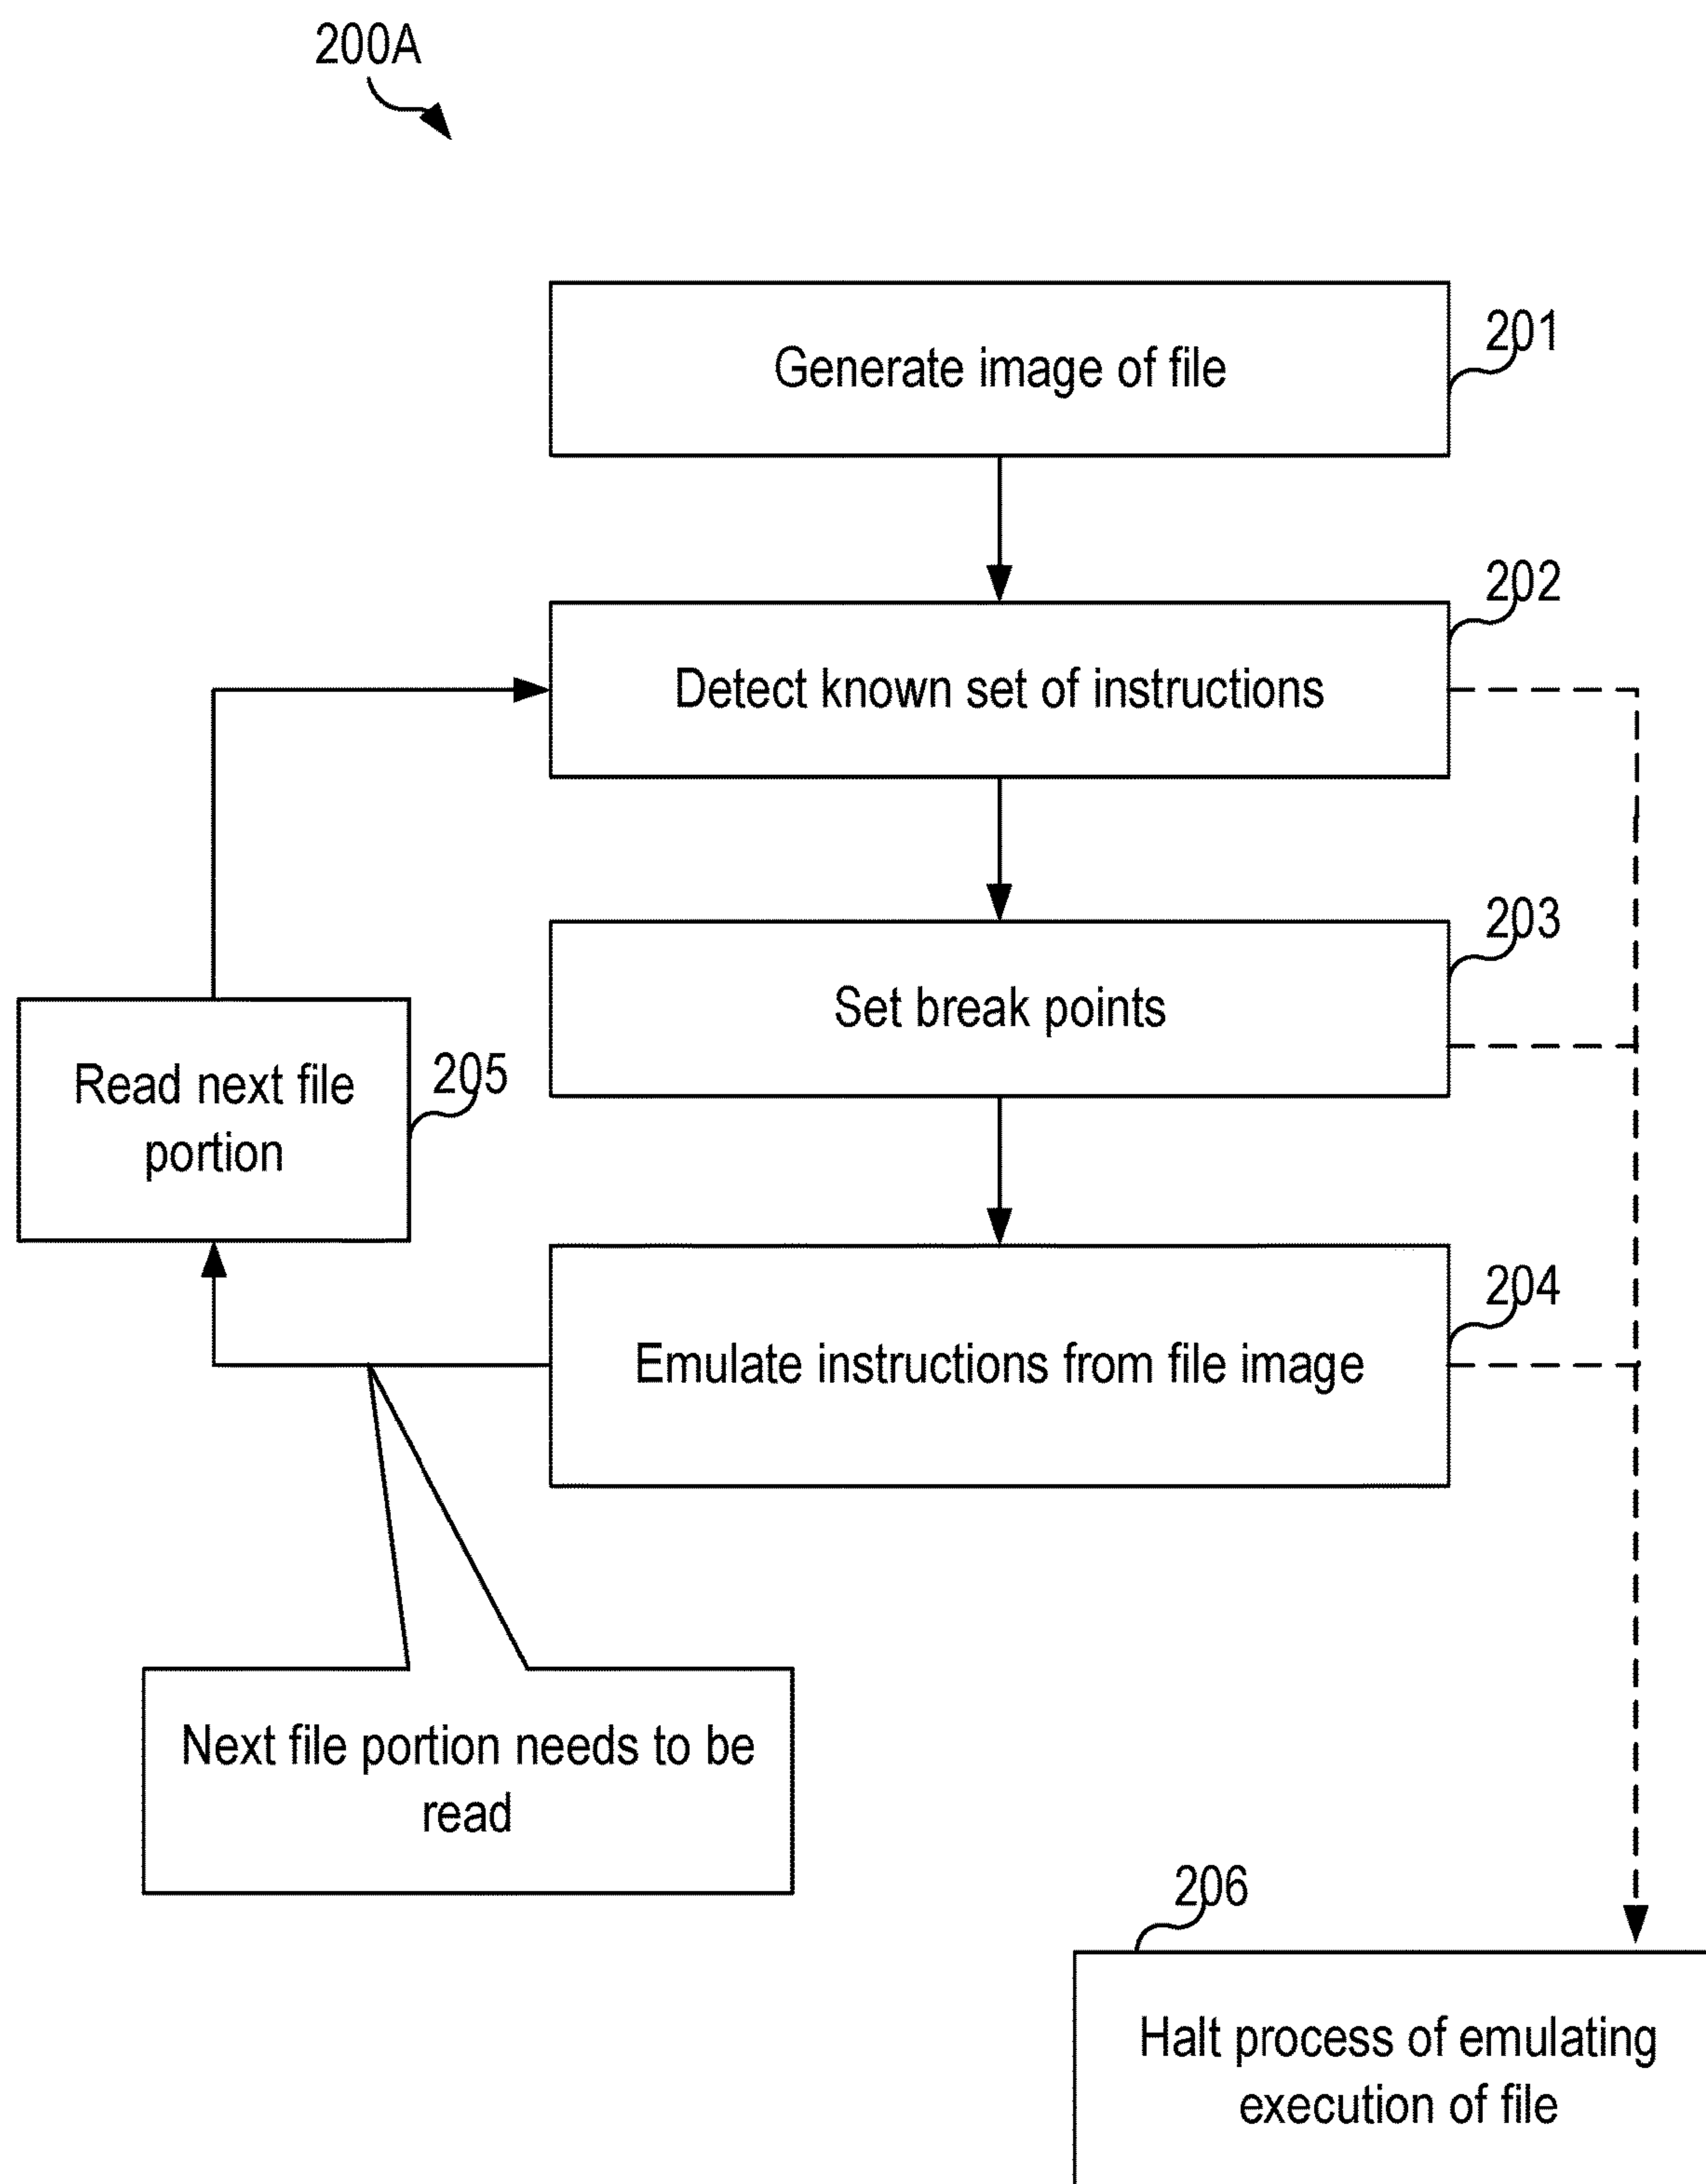 200A
Generate image of file
201
Detect known set of instructions
202
Set break points
203
Read next file
portion
205
Emulate instructions from file image
204
Next file portion needs to be
read
206
Halt process of emulating
execution of file